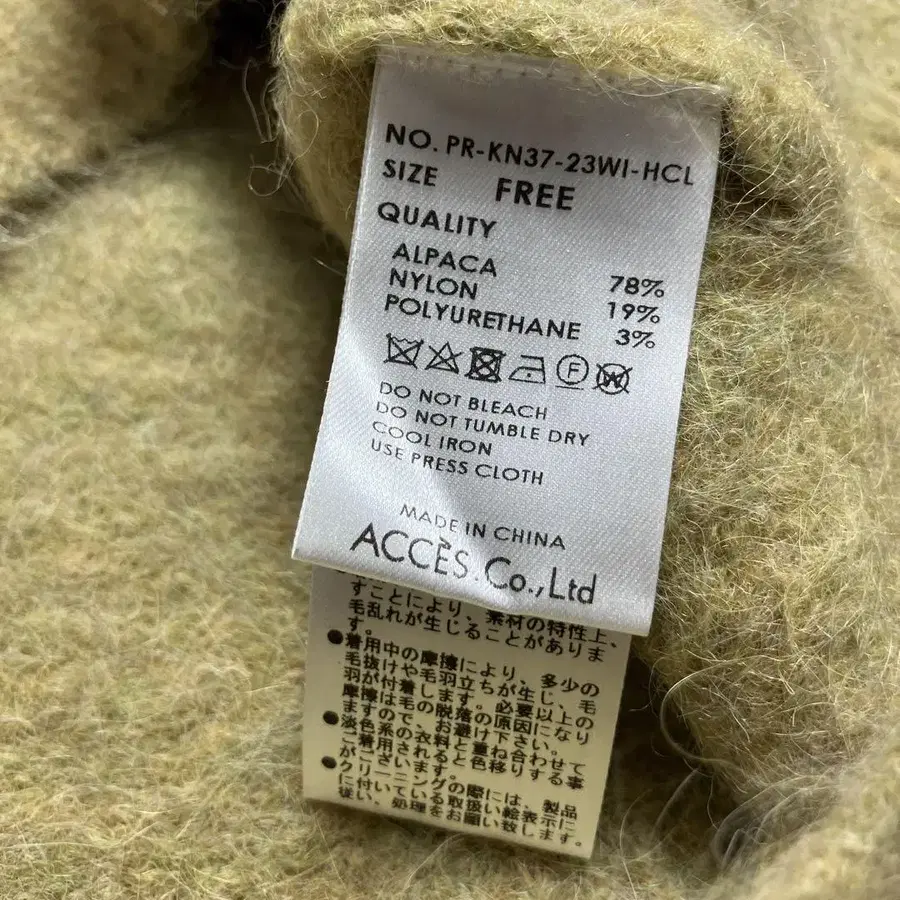 NO. PR-KN37-23WI-HCL
SIZE FREE
QUALITY
ALPACA 78%
NYLON 19%
POLYURETHANE 3%
F W
DO NOT BLEACH
DO NOT TUMBLE DRY
COOL IRON
USE PRESS CLOTH
MADE IN CHINA
ACCÈS.Co.,Ltd
すことにより、素材の特性上、
毛乱れが生じることがありま
す。
●着用中の摩擦により、多少の
毛抜けや毛羽立ちが生じ、毛
羽が付着します。必要以上の
摩擦は毛の脱落の原因になり
ますので、お避け下さい。
●淡色系の衣料と重ね合わせて
ご着用されると色移りする事
がございます。
●クリーニングの際には、製品
に付いている取扱い絵表示に
従い、処理をお願い致します。